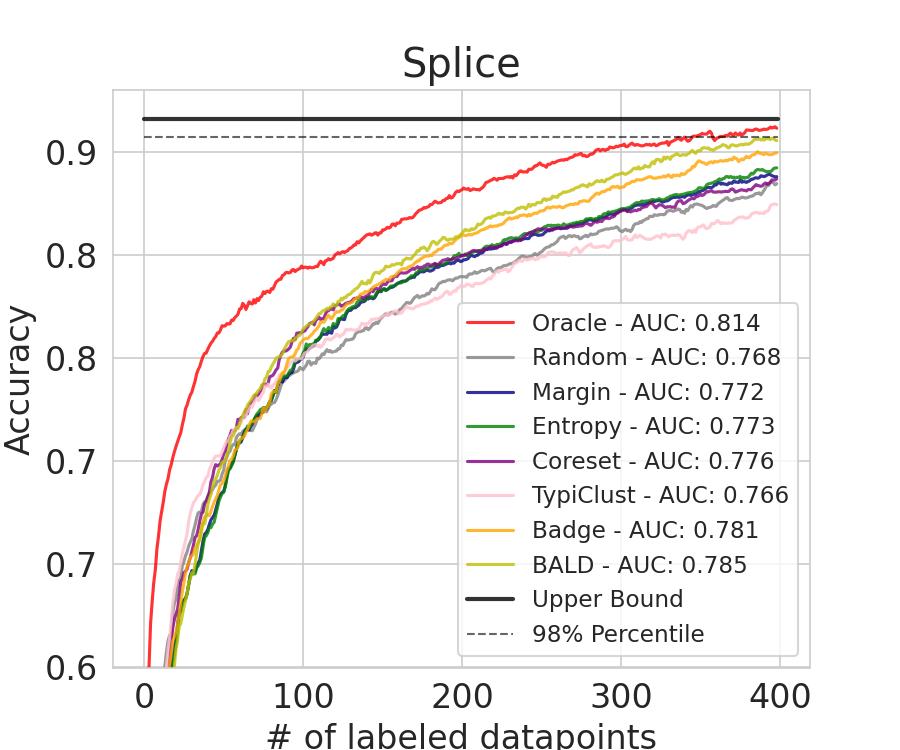 Splice
Accuracy
0.9
0.8
0.8
0.7
0.7
0.6
0
100
200
300
400
# of labeled datapoints
Oracle - AUC: 0.814
Random - AUC: 0.768
Margin - AUC: 0.772
Entropy - AUC: 0.773
Coreset - AUC: 0.776
TypiClust - AUC: 0.766
Badge - AUC: 0.781
BALD - AUC: 0.785
Upper Bound
98% Percentile